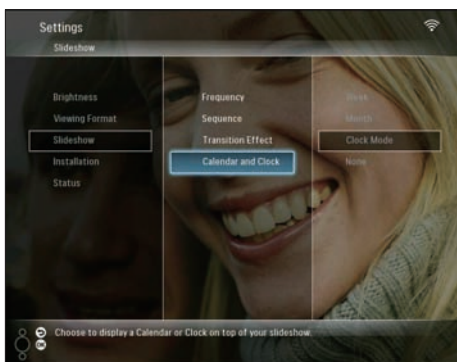 Settings
Slideshow
Brightness
Viewing Format
Slideshow
Installation
Status
Frequency
Sequence
Transition Effect
Calendar and Clock
Month
Clock Mode
None
Choose to display a Calendar or Clock on top of your slideshow.
OK